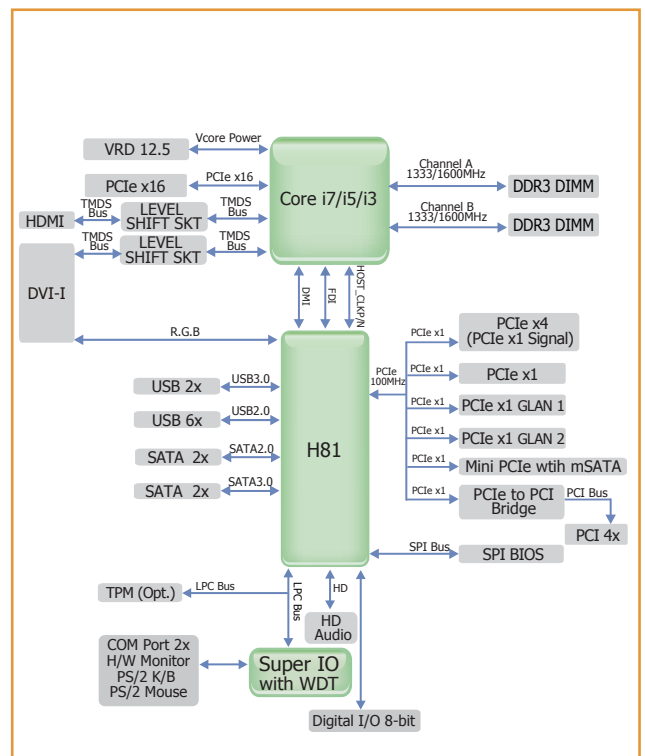 VRD 12.5
Vcore Power
PCIe x16
PCIe x16
HDMI
TMDS
Bus
LEVEL
SHIFT SKT
TMDS
Bus
TMDS
Bus
LEVEL
SHIFT SKT
TMDS
Bus
DVI-I
R.G.B
Core i7/i5/i3
Channel A
1333/1600MHz
DDR3 DIMM
Channel B
1333/1600MHz
DDR3 DIMM
DMI
FDI
HOST_CLKP/N
H81
USB 2x
USB3.0
USB 6x
USB2.0
SATA 2x
SATA2.0
SATA 2x
SATA3.0
PCIe
100MHz
PCIe x1
PCIe x4
(PCIe x1 Signal)
PCIe x1
PCIe x1
PCIe x1
PCIe x1 GLAN 1
PCIe x1
PCIe x1 GLAN 2
PCIe x1
Mini PCIe wtih mSATA
PCIe x1
PCIe to PCI
Bridge
PCI Bus
PCI 4x
SPI Bus
SPI BIOS
TPM (Opt.)
LPC Bus
LPC Bus
HD
HD
Audio
COM Port 2x
H/W Monitor
PS/2 K/B
PS/2 Mouse
Super IO
with WDT
Digital I/O 8-bit